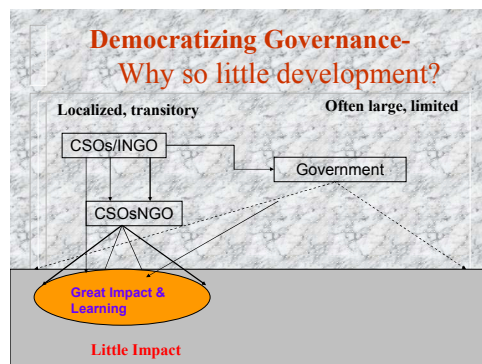 Democratizing Governance-
Why so little development?
Localized, transitory
Often large, limited
CSOs/INGO
Government
CSOsNGO
Great Impact &
Learning
Little Impact